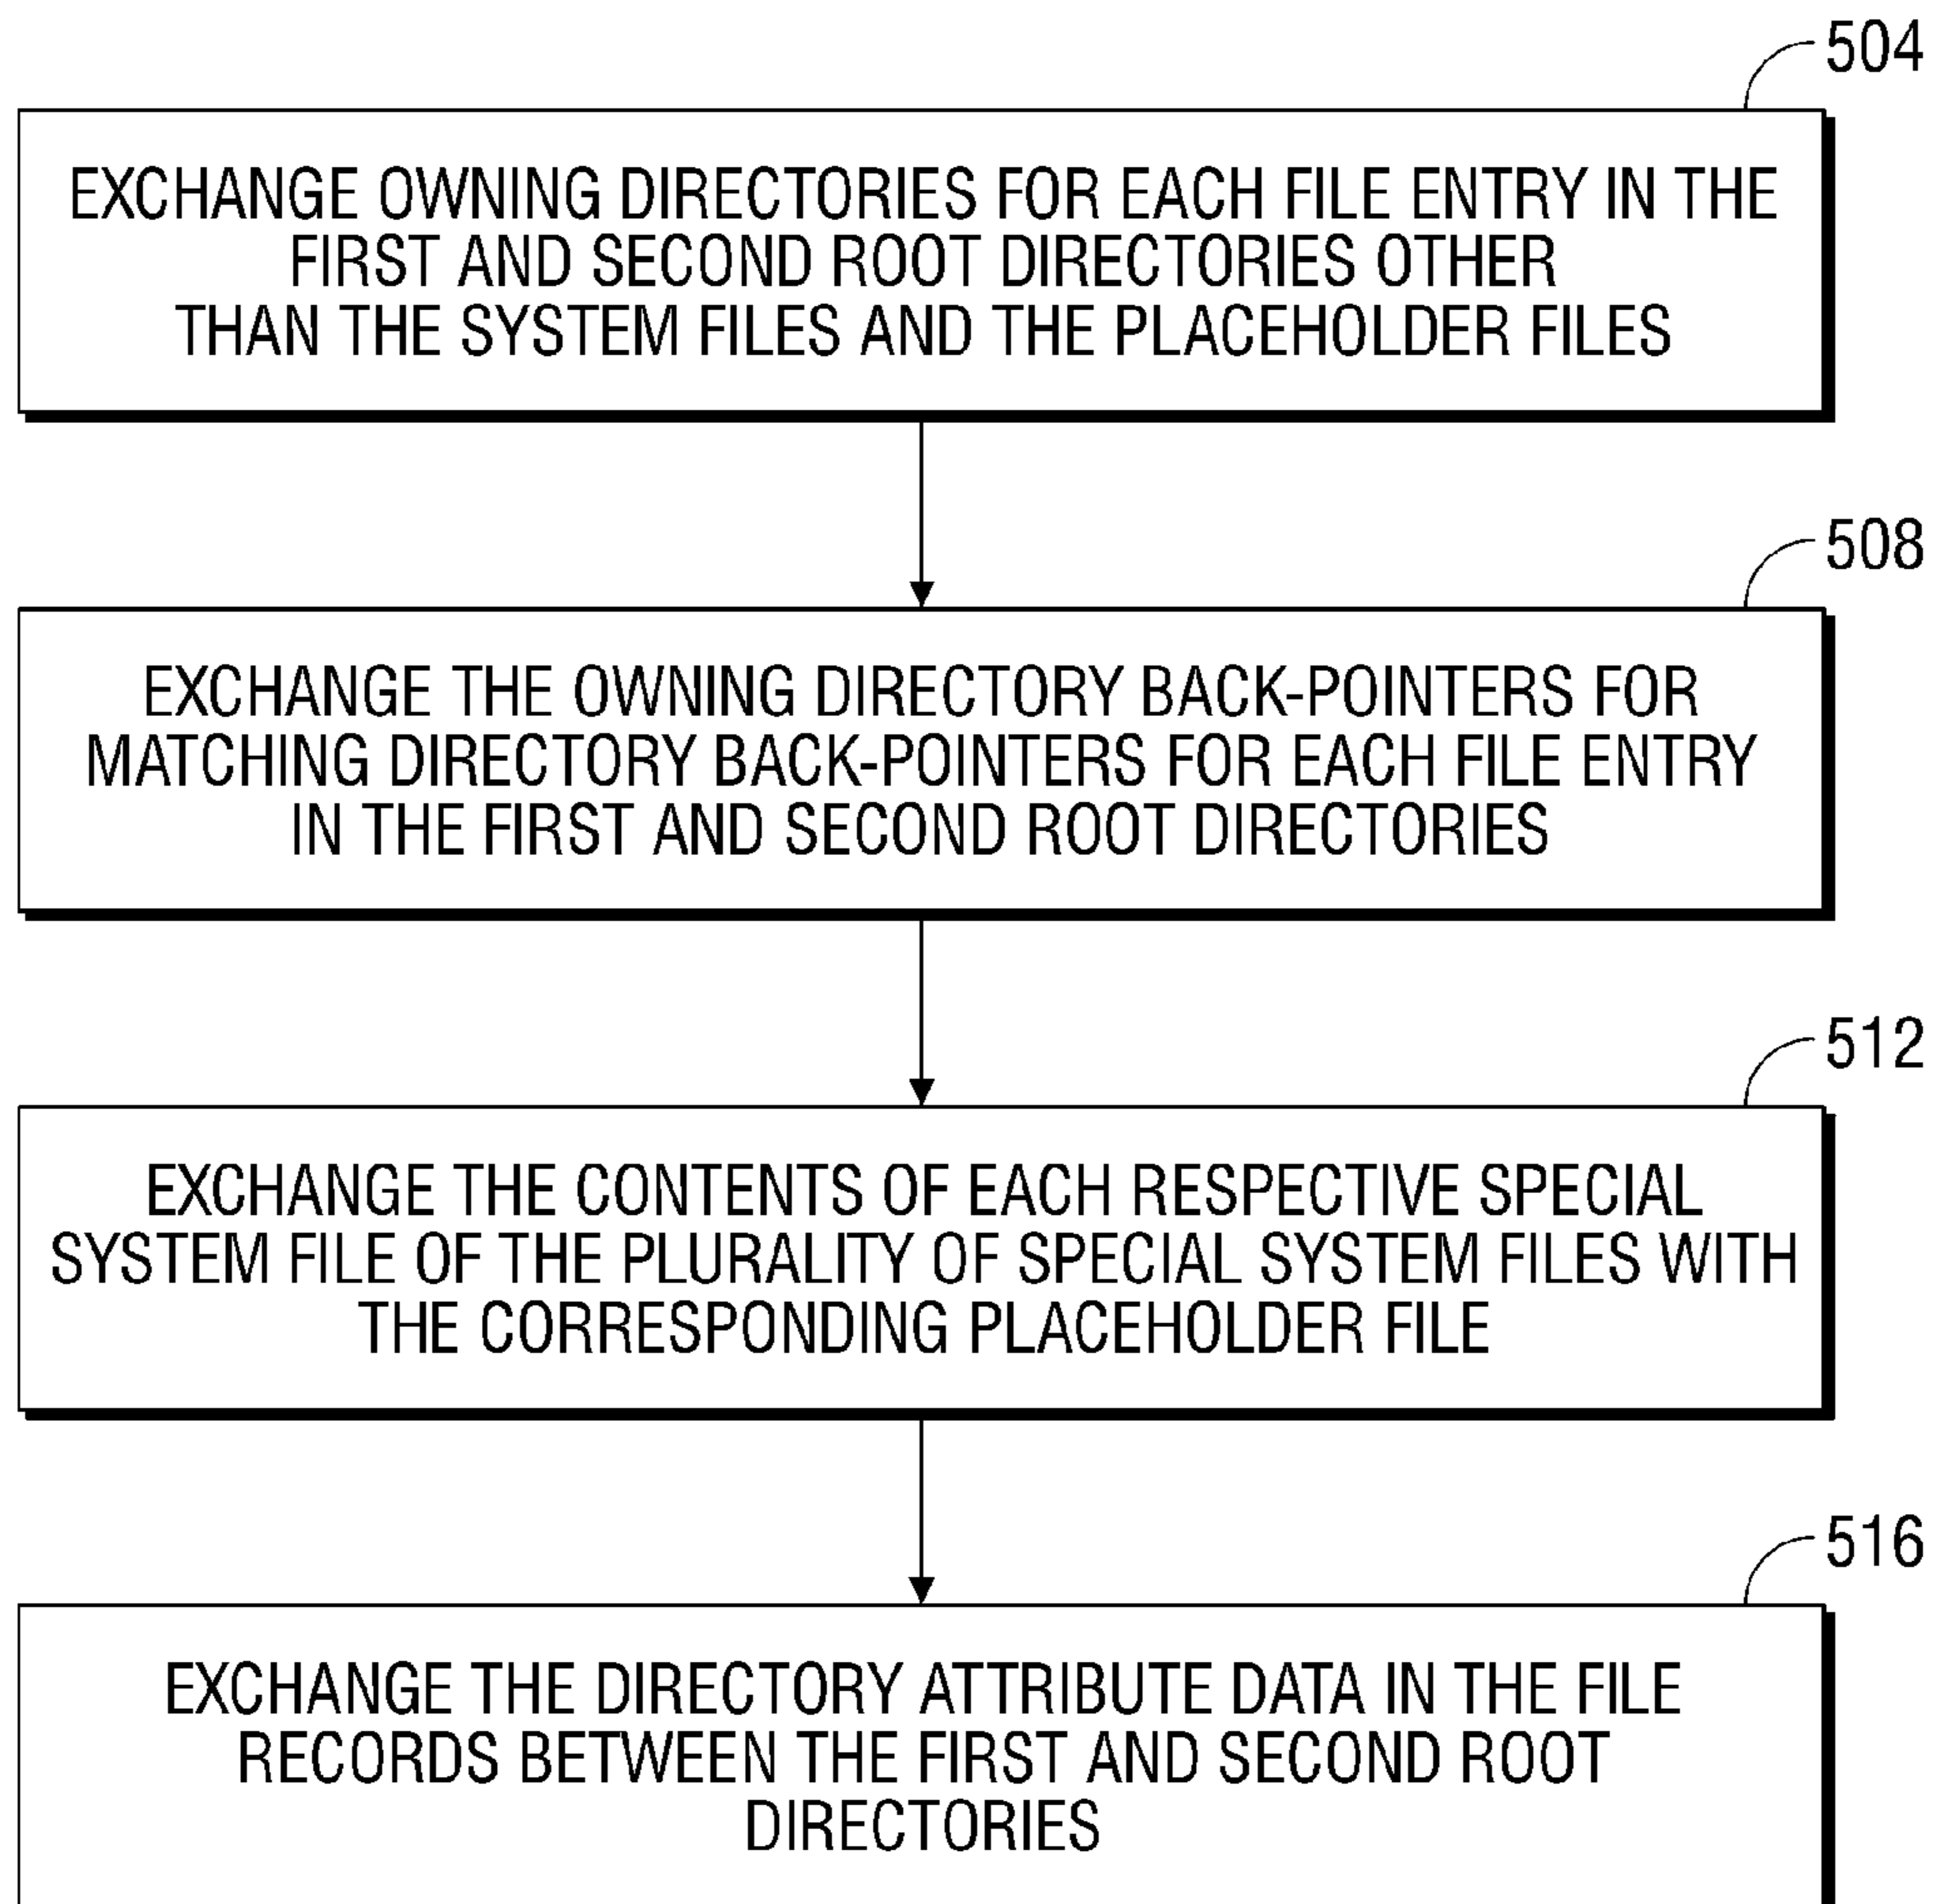 504
EXCHANGE OWNING DIRECTORIES FOR EACH FILE ENTRY IN THE
FIRST AND SECOND ROOT DIRECTORIES OTHER
THAN THE SYSTEM FILES AND THE PLACEHOLDER FILES
508
EXCHANGE THE OWNING DIRECTORY BACK-POINTERS FOR
MATCHING DIRECTORY BACK-POINTERS FOR EACH FILE ENTRY
IN THE FIRST AND SECOND ROOT DIRECTORIES
512
EXCHANGE THE CONTENTS OF EACH RESPECTIVE SPECIAL
SYSTEM FILE OF THE PLURALITY OF SPECIAL SYSTEM FILES WITH
THE CORRESPONDING PLACEHOLDER FILE
516
EXCHANGE THE DIRECTORY ATTRIBUTE DATA IN THE FILE
RECORDS BETWEEN THE FIRST AND SECOND ROOT
DIRECTORIES